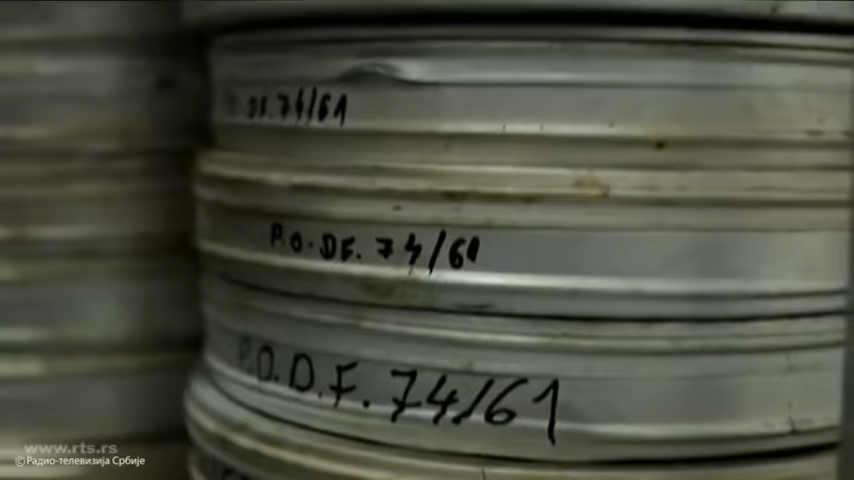 DF. 74/61
P.O. DF. 74/61
P.O.D.F. 74/61
www.rts.rs
©Радио-телевизија Србије